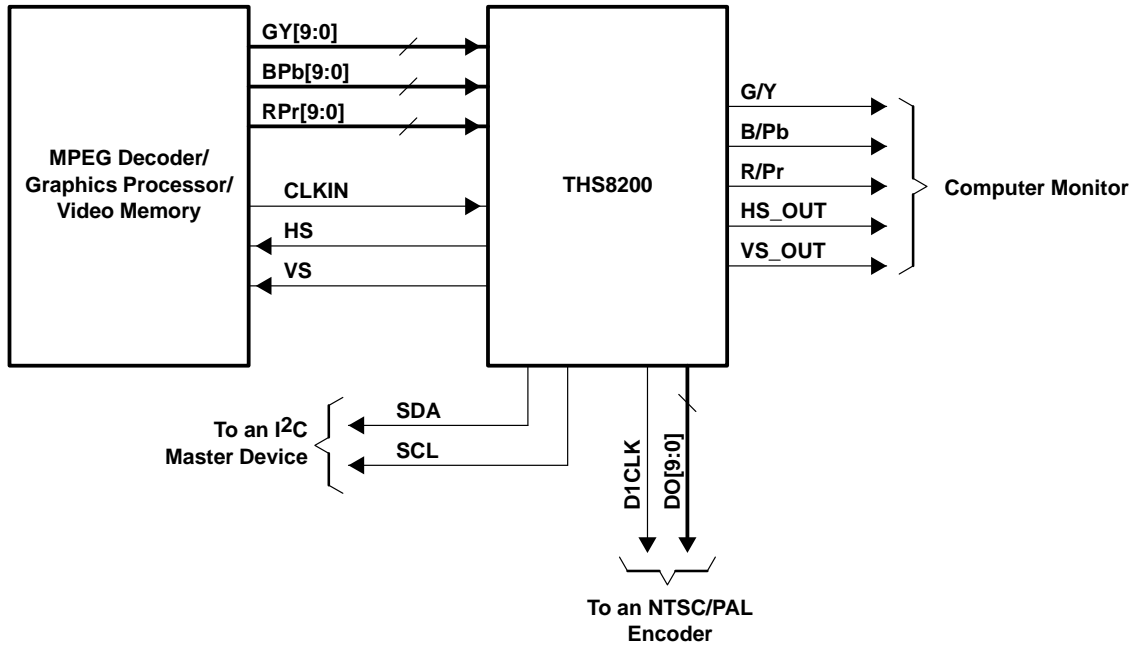 GY[9:0]
BPb[9:0]
RPr[9:0]
MPEG Decoder/
Graphics Processor/
Video Memory
CLKIN
HS
VS
THS8200
G/Y
B/Pb
R/Pr
HS_OUT
VS_OUT
Computer Monitor
To an I²C
Master Device
SDA
SCL
D1CLK
DO[9:0]
To an NTSC/PAL
Encoder